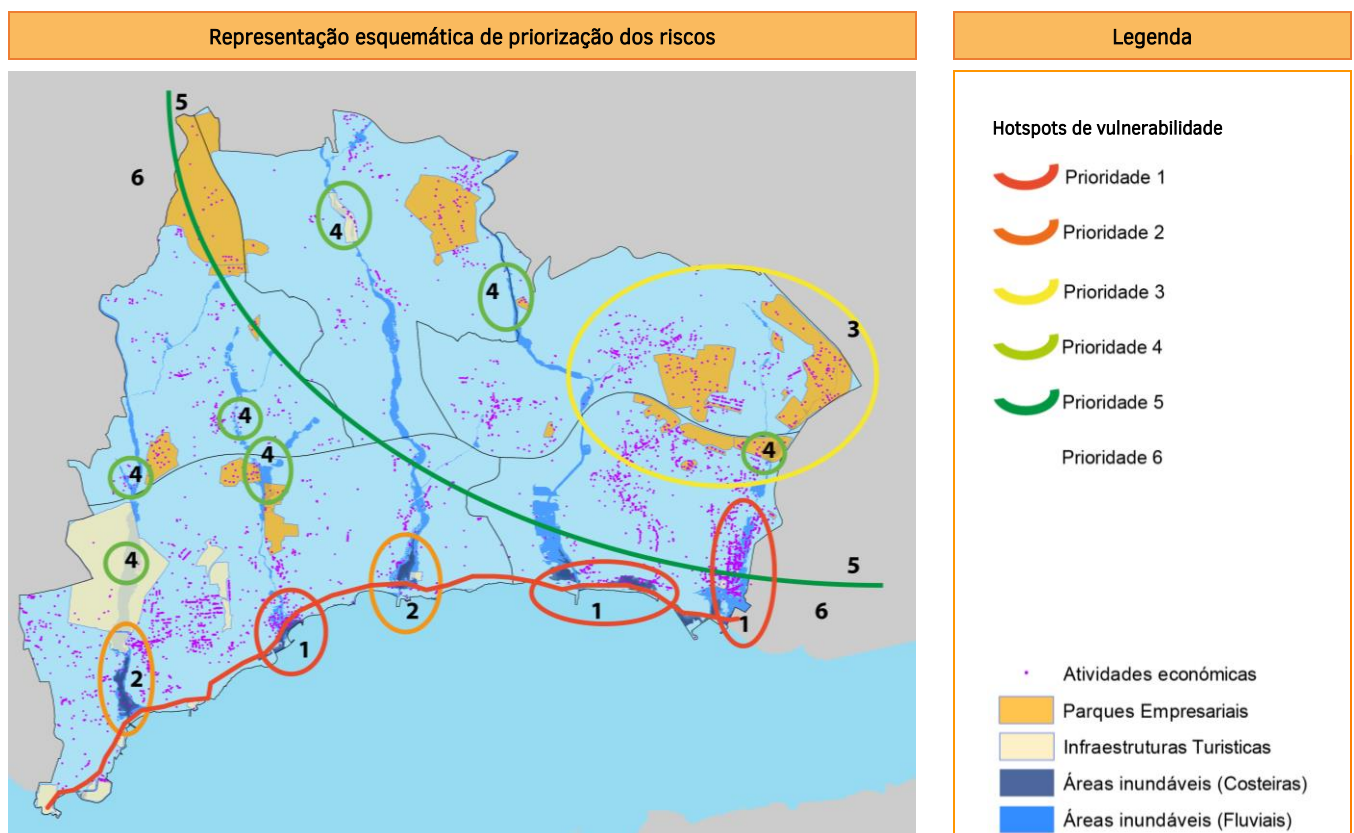 Representação esquemática de priorização dos riscos
Legenda
5
6
4
4
3
4
4
4
4
4
5
6
2
1
1
1
2
Hotspots de vulnerabilidade
Prioridade 1
Prioridade 2
Prioridade 3
Prioridade 4
Prioridade 5
Prioridade 6
Atividades económicas
Parques Empresariais
Infraestruturas Turisticas
Áreas inundáveis (Costeiras)
Áreas inundáveis (Fluviais)